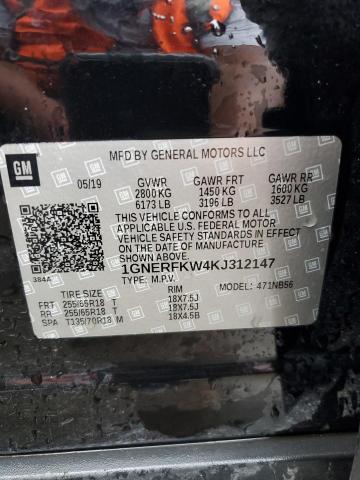 MFD BY GENERAL MOTORS LLC
GM
05/19 GVWR GAWR FRT GAWR RR
2800 KG 1450 KG 1600 KG
6173 LB 3196 LB 3527 LB
THIS VEHICLE CONFORMS TO ALL
APPLICABLE U.S. FEDERAL MOTOR
VEHICLE SAFETY STANDARDS IN EFFECT
ON THE DATE OF MANUFACTURE
SHOWN ABOVE.
384A
1GNERFKW4KJ312147
TYPE: M.P.V. MODEL: 471NB56
TIRE SIZE RIM
FRT: 255/65R18 T 18X7.5J
RR: 255/65R18 T 18X7.5J
SPA: T135/70R18 M 18X4.5B